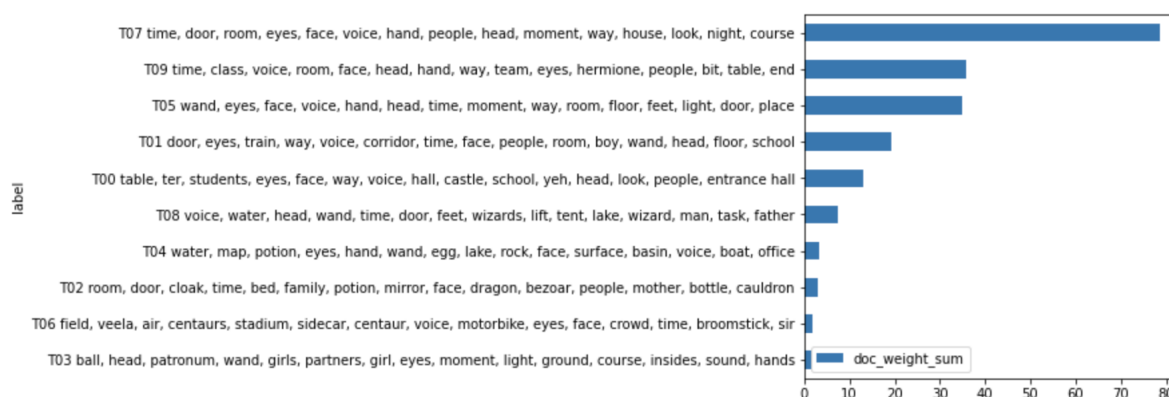 label
T07 time, door, room, eyes, face, voice, hand, people, head, moment, way, house, look, night, course
T09 time, class, voice, room, face, head, hand, way, team, eyes, hermione, people, bit, table, end
T05 wand, eyes, face, voice, hand, head, time, moment, way, room, floor, feet, light, door, place
T01 door, eyes, train, way, voice, corridor, time, face, people, room, boy, wand, head, floor, school
T00 table, ter, students, eyes, face, way, voice, hall, castle, school, yeh, head, look, people, entrance hall
T08 voice, water, head, wand, time, door, feet, wizards, lift, tent, lake, wizard, man, task, father
T04 water, map, potion, eyes, hand, wand, egg, lake, rock, face, surface, basin, voice, boat, office
T02 room, door, cloak, time, bed, family, potion, mirror, face, dragon, bezoar, people, mother, bottle, cauldron
T06 field, veela, air, centaurs, stadium, sidecar, centaur, voice, motorbike, eyes, face, crowd, time, broomstick, sir
T03 ball, head, patronum, wand, girls, partners, girl, eyes, moment, light, ground, course, insides, sound, hands
doc_weight_sum
0 10 20 30 40 50 60 70 80